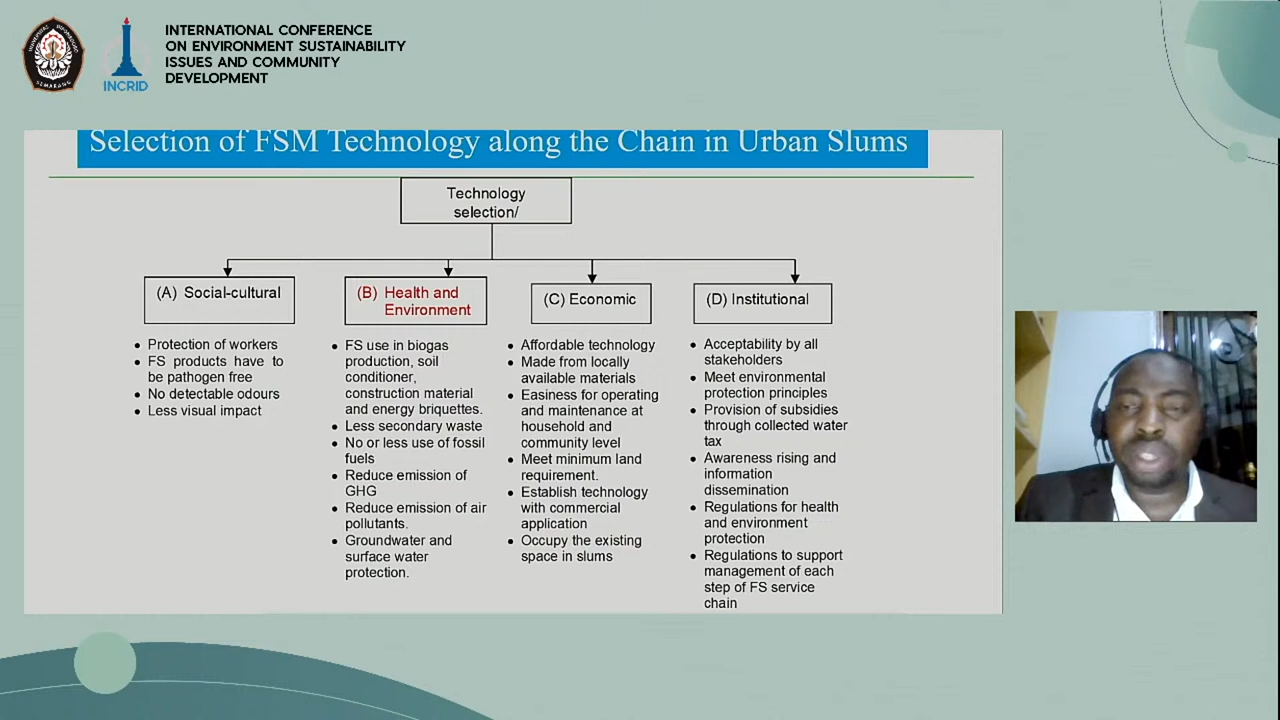 INTERNATIONAL CONFERENCE
ON ENVIRONMENT SUSTAINABILITY
ISSUES AND COMMUNITY
DEVELOPMENT
UNIVERSITAS DIPONEGORO
SEMARANG
INCRID
Selection of FSM Technology along the Chain in Urban Slums
Technology
selection/
(A) Social-cultural
• Protection of workers
• FS products have to
be pathogen free
• No detectable odours
• Less visual impact
(B) Health and
Environment
• FS use in biogas
production, soil
conditioner,
construction material
and energy briquettes.
• Less secondary waste
• No or less use of fossil
fuels
• Reduce emission of
GHG
• Reduce emission of air
pollutants.
• Groundwater and
surface water
protection.
(C) Economic
• Affordable technology
• Made from locally
available materials
• Easiness for operating
and maintenance at
household and
community level
• Meet minimum land
requirement.
• Establish technology
with commercial
application
• Occupy the existing
space in slums
(D) Institutional
• Acceptability by all
stakeholders
• Meet environmental
protection principles
• Provision of subsidies
through collected water
tax
• Awareness rising and
information
dissemination
• Regulations for health
and environment
protection
• Regulations to support
management of each
step of FS service
chain